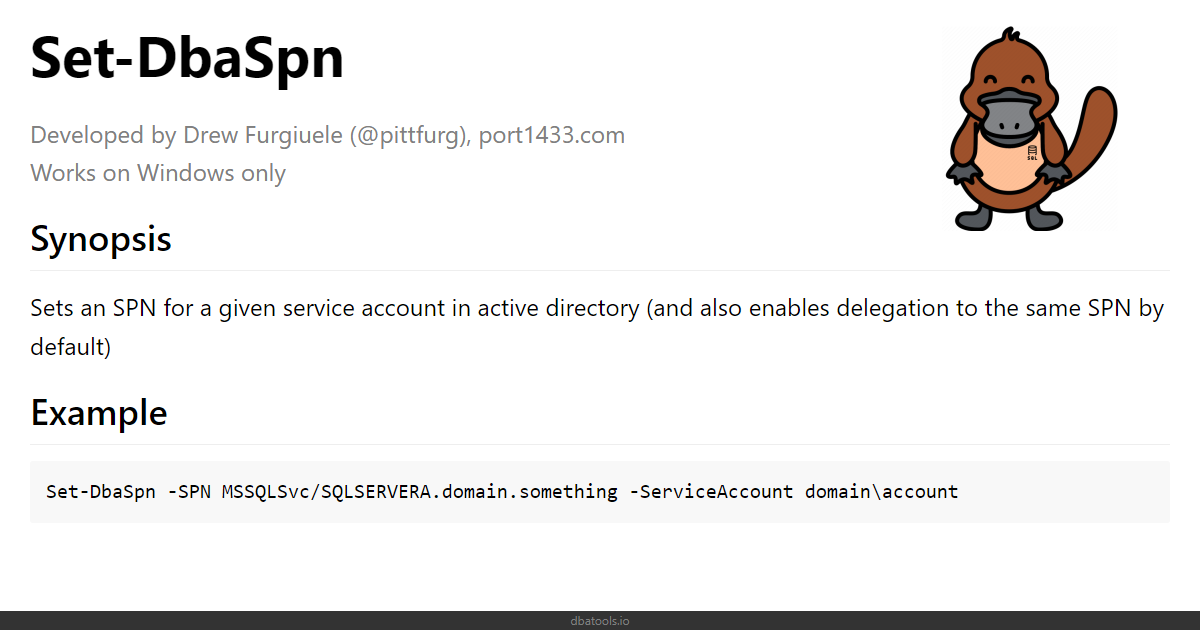 Set-DbaSpn
Developed by Drew Furgiuele (@pittfurg), port1433.com
Works on Windows only
SQL
Synopsis
Sets an SPN for a given service account in active directory (and also enables delegation to the same SPN by
default)
Example
Set-DbaSpn -SPN MSSQLSvc/SQLSERVERA.domain.something -ServiceAccount domain\account
dbatools.io